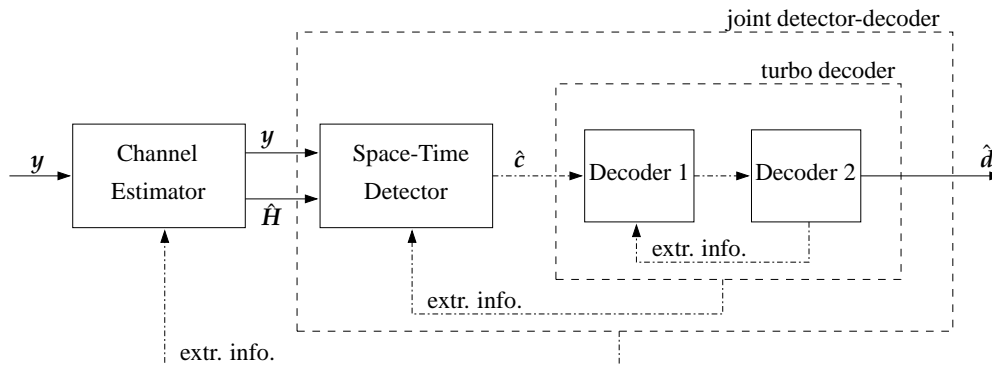 joint detector-decoder
turbo decoder
y
Channel
Estimator
y
Ĥ
Space-Time
Detector
ĉ
Decoder 1
Decoder 2
d̂
extr. info.
extr. info.
extr. info.